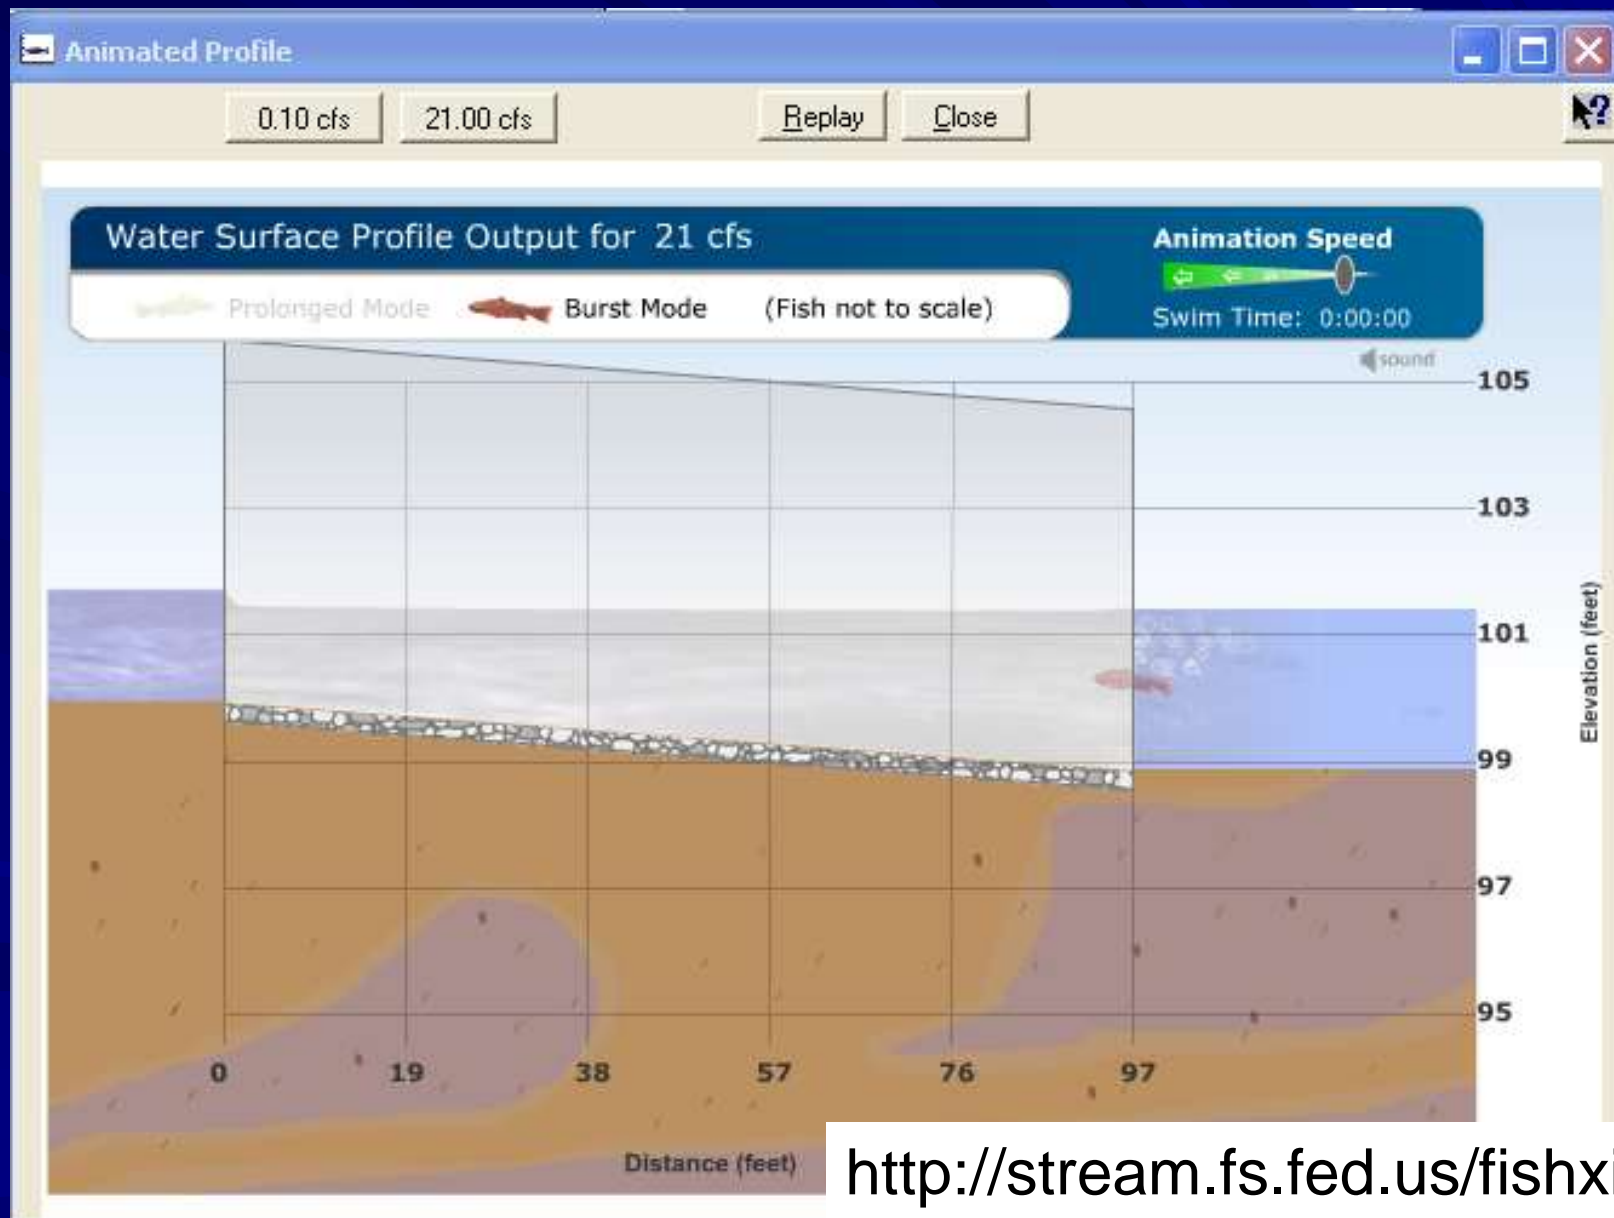 Animated Profile
0.10 cfs 21.00 cfs Replay Close
Water Surface Profile Output for 21 cfs
Animation Speed
Prolonged Mode Burst Mode (Fish not to scale)
Swim Time: 0:00:00
sound
105
103
101
99
97
95
Elevation (feet)
0 19 38 57 76 97
Distance (feet)
http://stream.fs.fed.us/fishxi